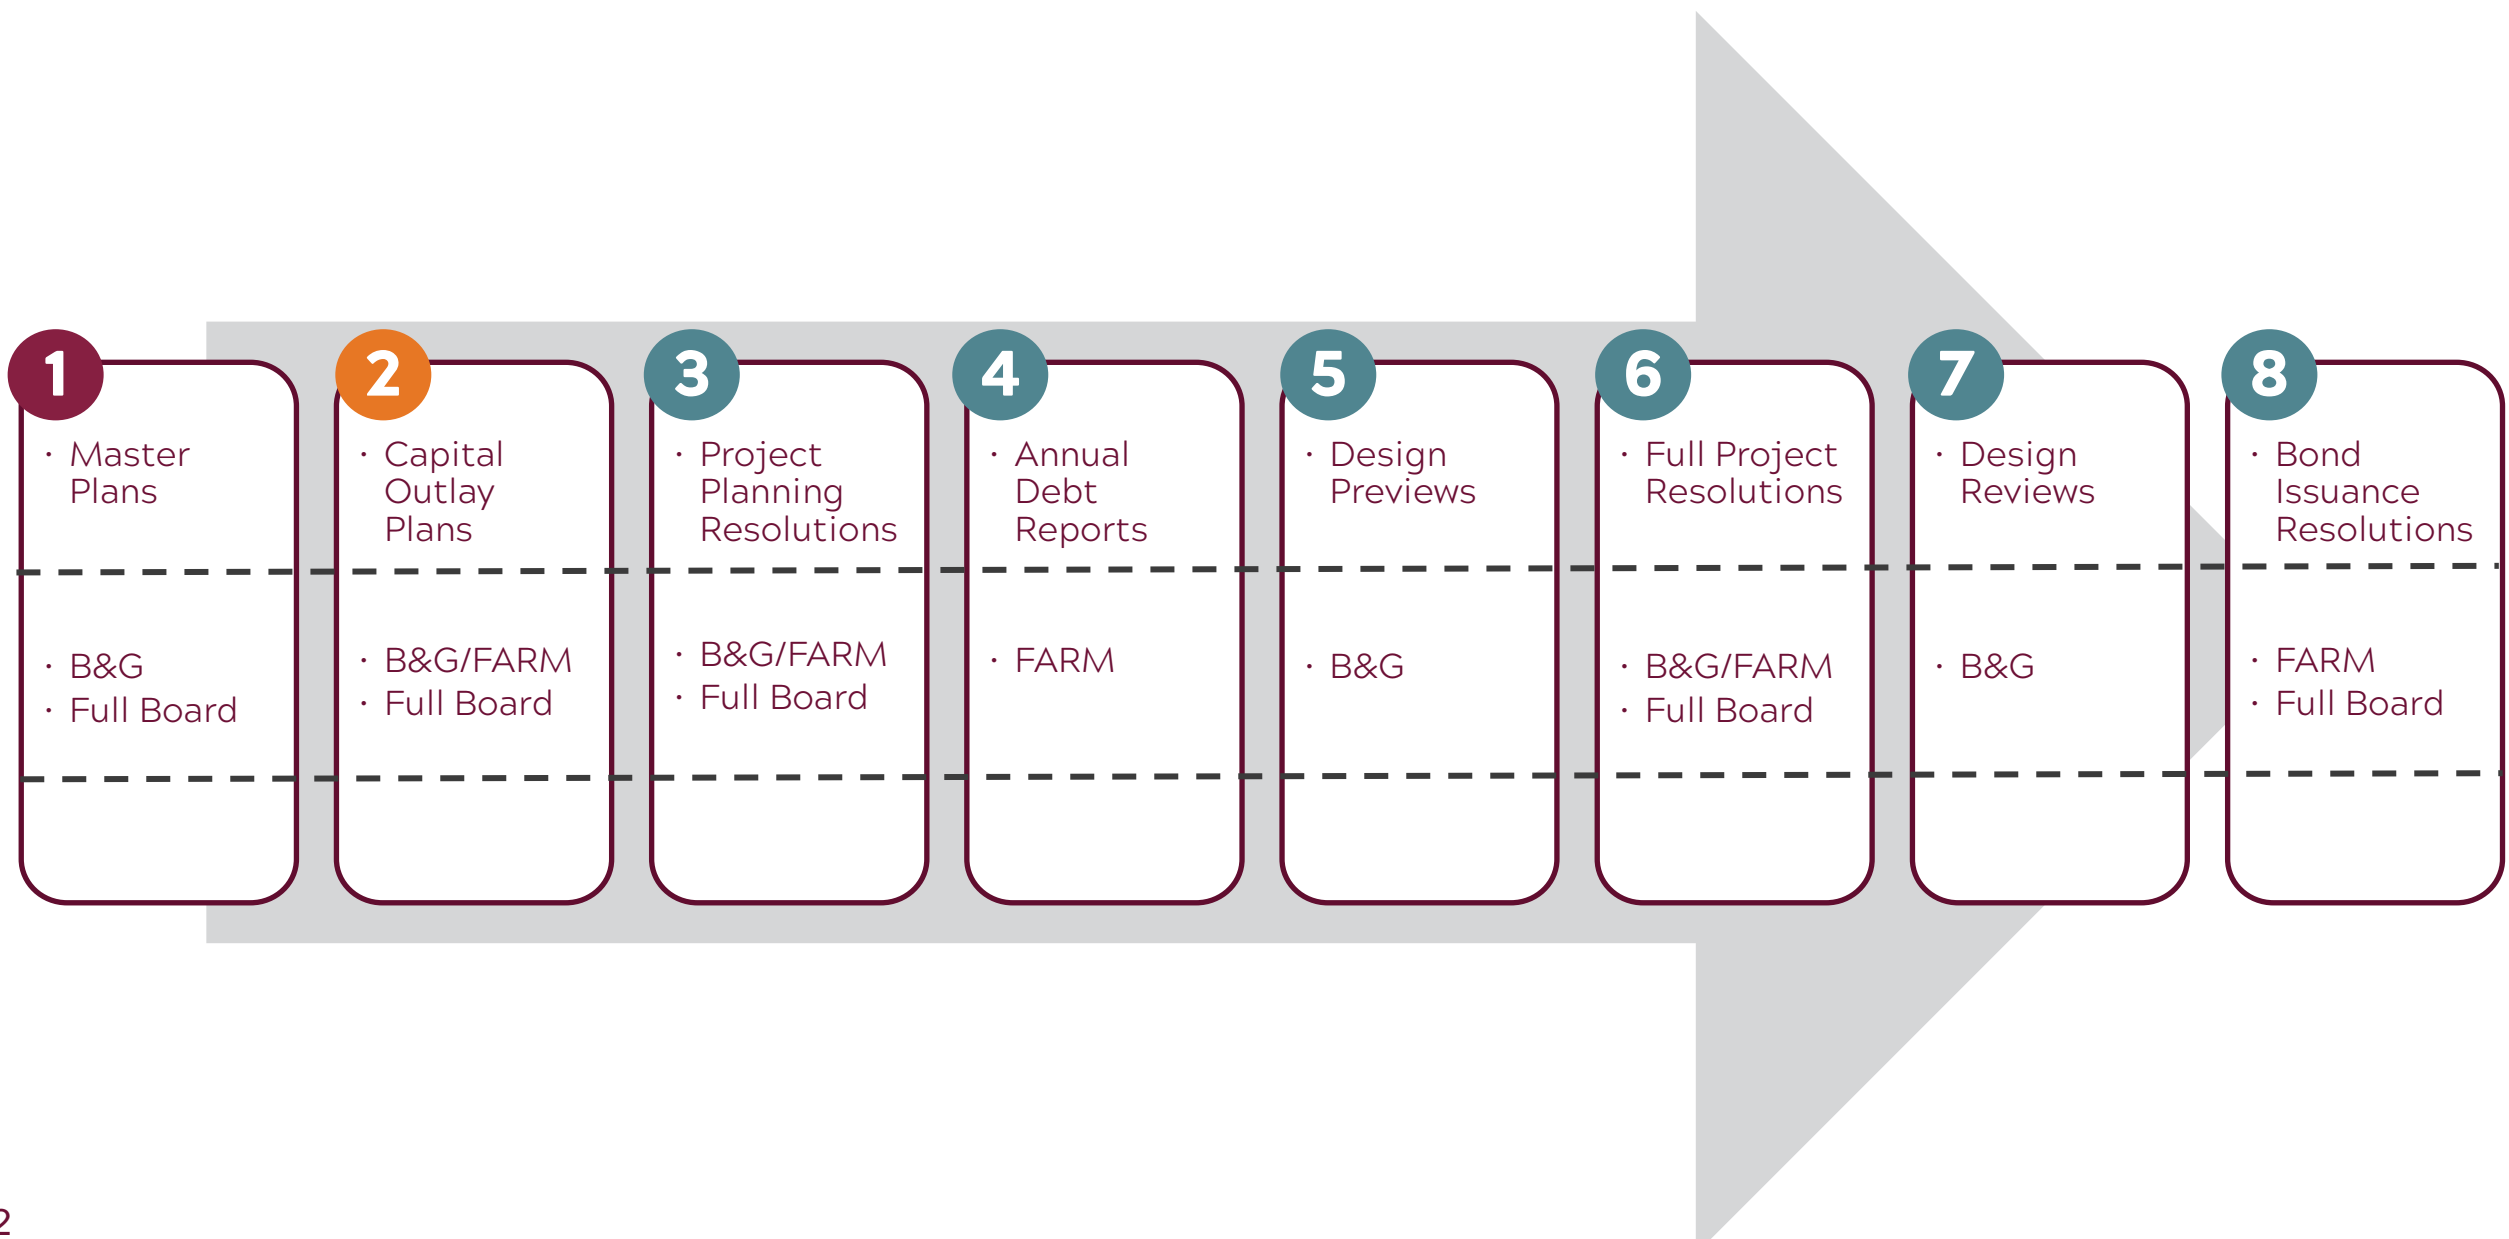 1
· Master
Plans
· B&G
· Full Board
2
· Capital
Outlay
Plans
· B&G/FARM
· Full Board
3
· Project
Planning
Resolutions
· B&G/FARM
· Full Board
4
· Annual
Debt
Reports
· FARM
5
· Design
Previews
· B&G
6
· Full Project
Resolutions
· B&G/FARM
· Full Board
7
· Design
Reviews
· B&G
8
· Bond
Issuance
Resolutions
· FARM
· Full Board
2